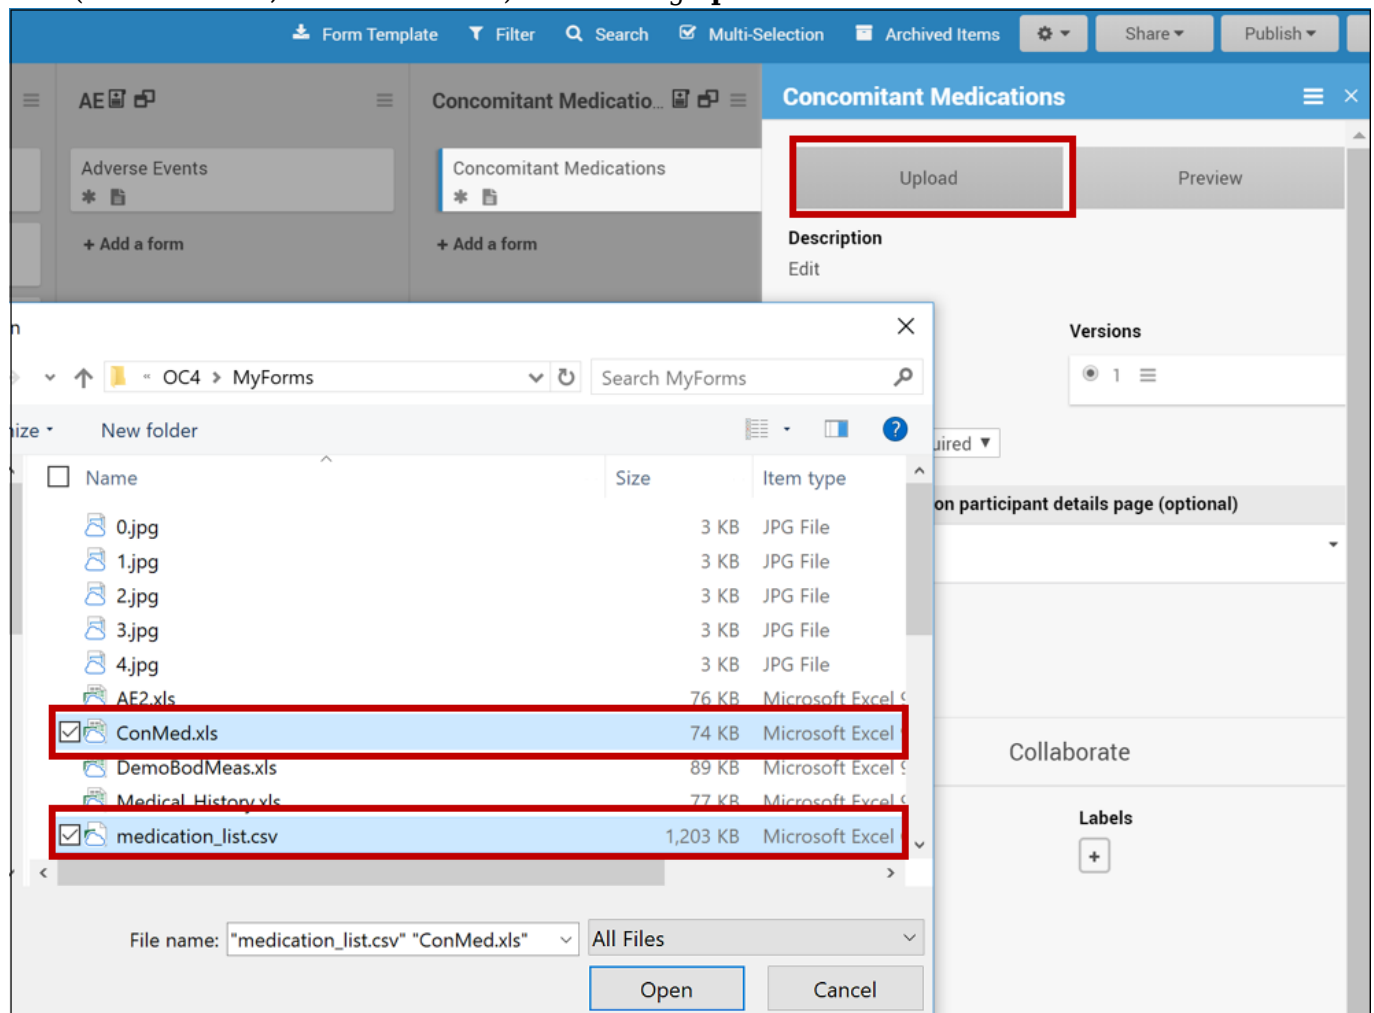 Form Template Filter Search Multi-Selection Archived Items Share Publish
AE Concomitant Medicatio... Concomitant Medications
Adverse Events Concomitant Medications Upload Preview
+ Add a form + Add a form
Description
Edit
Versions
« OC4 > MyForms Search MyForms
1
New folder
Name Size Item type
on participant details page (optional)
0.jpg 3 KB JPG File
1.jpg 3 KB JPG File
2.jpg 3 KB JPG File
3.jpg 3 KB JPG File
4.jpg 3 KB JPG File
AE2.xls 76 KB Microsoft Excel 9
ConMed.xls 74 KB Microsoft Excel
DemoBodMeas.xls 89 KB Microsoft Excel 9
Medical_History.xls 77 KB Microsoft Excel 9
medication_list.csv 1,203 KB Microsoft Excel
Collaborate
Labels
+
File name: "medication_list.csv" "ConMed.xls" All Files
Open Cancel